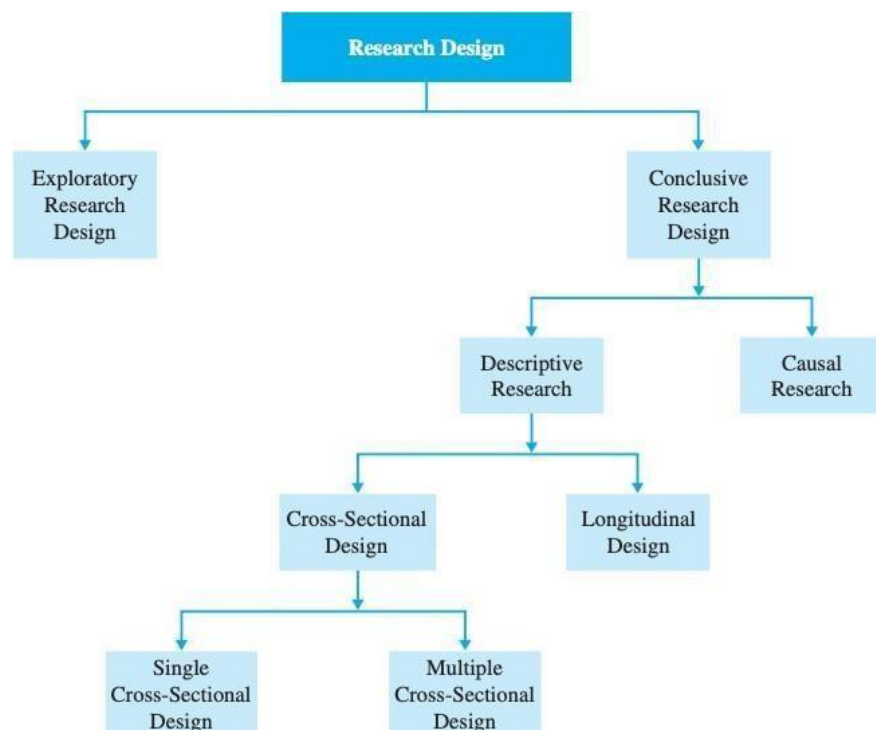 Research Design
Exploratory
Research
Design
Conclusive
Research
Design
Descriptive
Research
Causal
Research
Cross-Sectional
Design
Longitudinal
Design
Single
Cross-Sectional
Design
Multiple
Cross-Sectional
Design